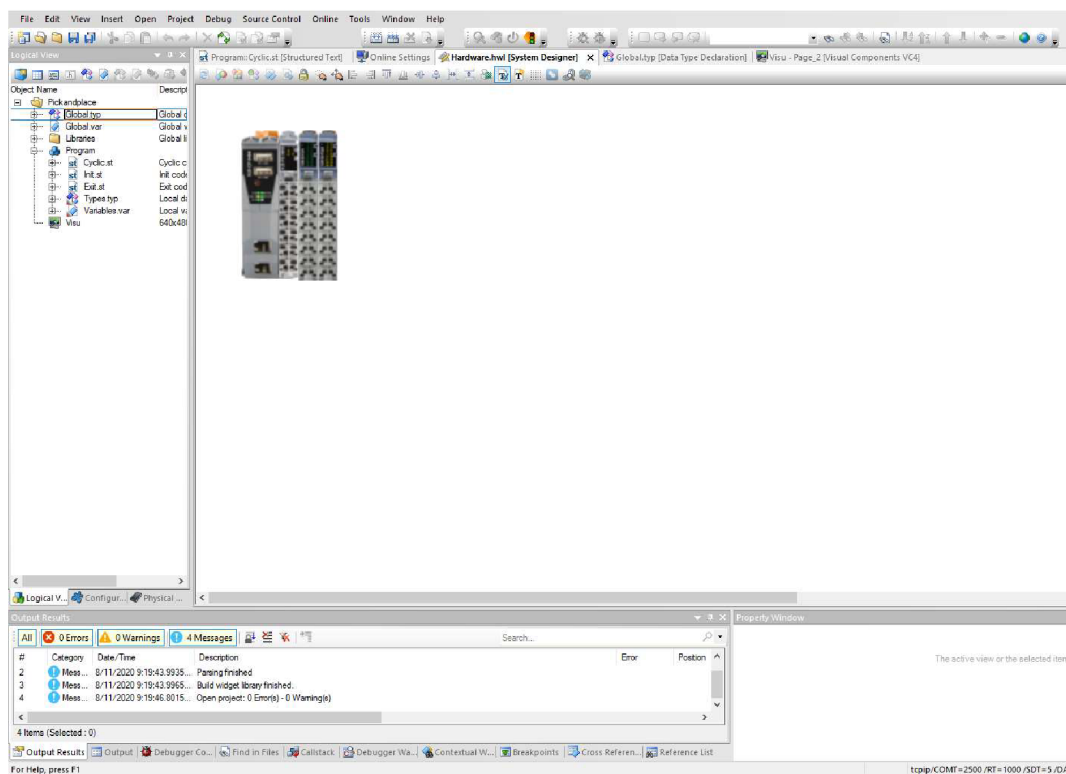 File Edit View Insert Open Project Debug Source Control Online Tools Window Help
Logical View
Program::Cyclic.st [Structured Text] Online Settings Hardware.hwl [System Designer] X Global.typ [Data Type Declaration] Visu - Page_2 [Visual Components VC4]
Object Name Descript
Pickandplace
Global.typ Global d
Global.var Global v
Libraries Global li
Program
Cyclic.st Cyclic c
Init.st Init code
Exit.st Exit cod
Types.typ Local da
Variables.var Local va
Visu 640x480
Logical V... Configur... Physical ...
Output Results
Property Window
All 0 Errors 0 Warnings 4 Messages Search...
# Category Date/Time Description Error Position
2 Mess... 8/11/2020 9:19:43.9935... Parsing finished
3 Mess... 8/11/2020 9:19:43.9965... Build widget library finished.
4 Mess... 8/11/2020 9:19:46.8015... Open project: 0 Error(s) - 0 Warning(s)
The active view or the selected item
4 Items (Selected : 0)
Output Results Output Debugger Co... Find in Files Callstack Debugger Wa... Contextual W... Breakpoints Cross Referen... Reference List
For Help, press F1 tcpip/COMT=2500 /RT=1000 /SDT=5 /DA